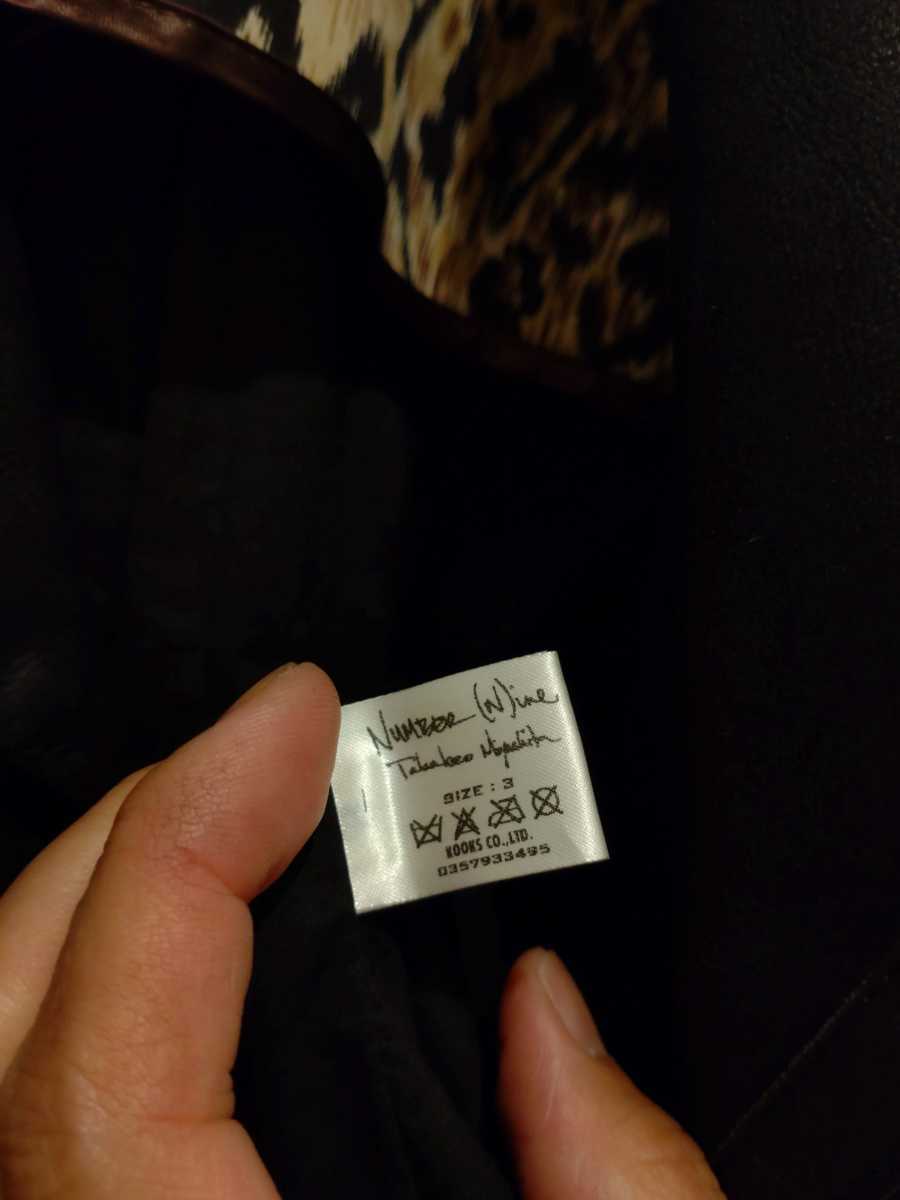 NUMBER (N)ine
Takahiro Miyashita
SIZE : 3
KOOKS CO.,LTD.
0357933495